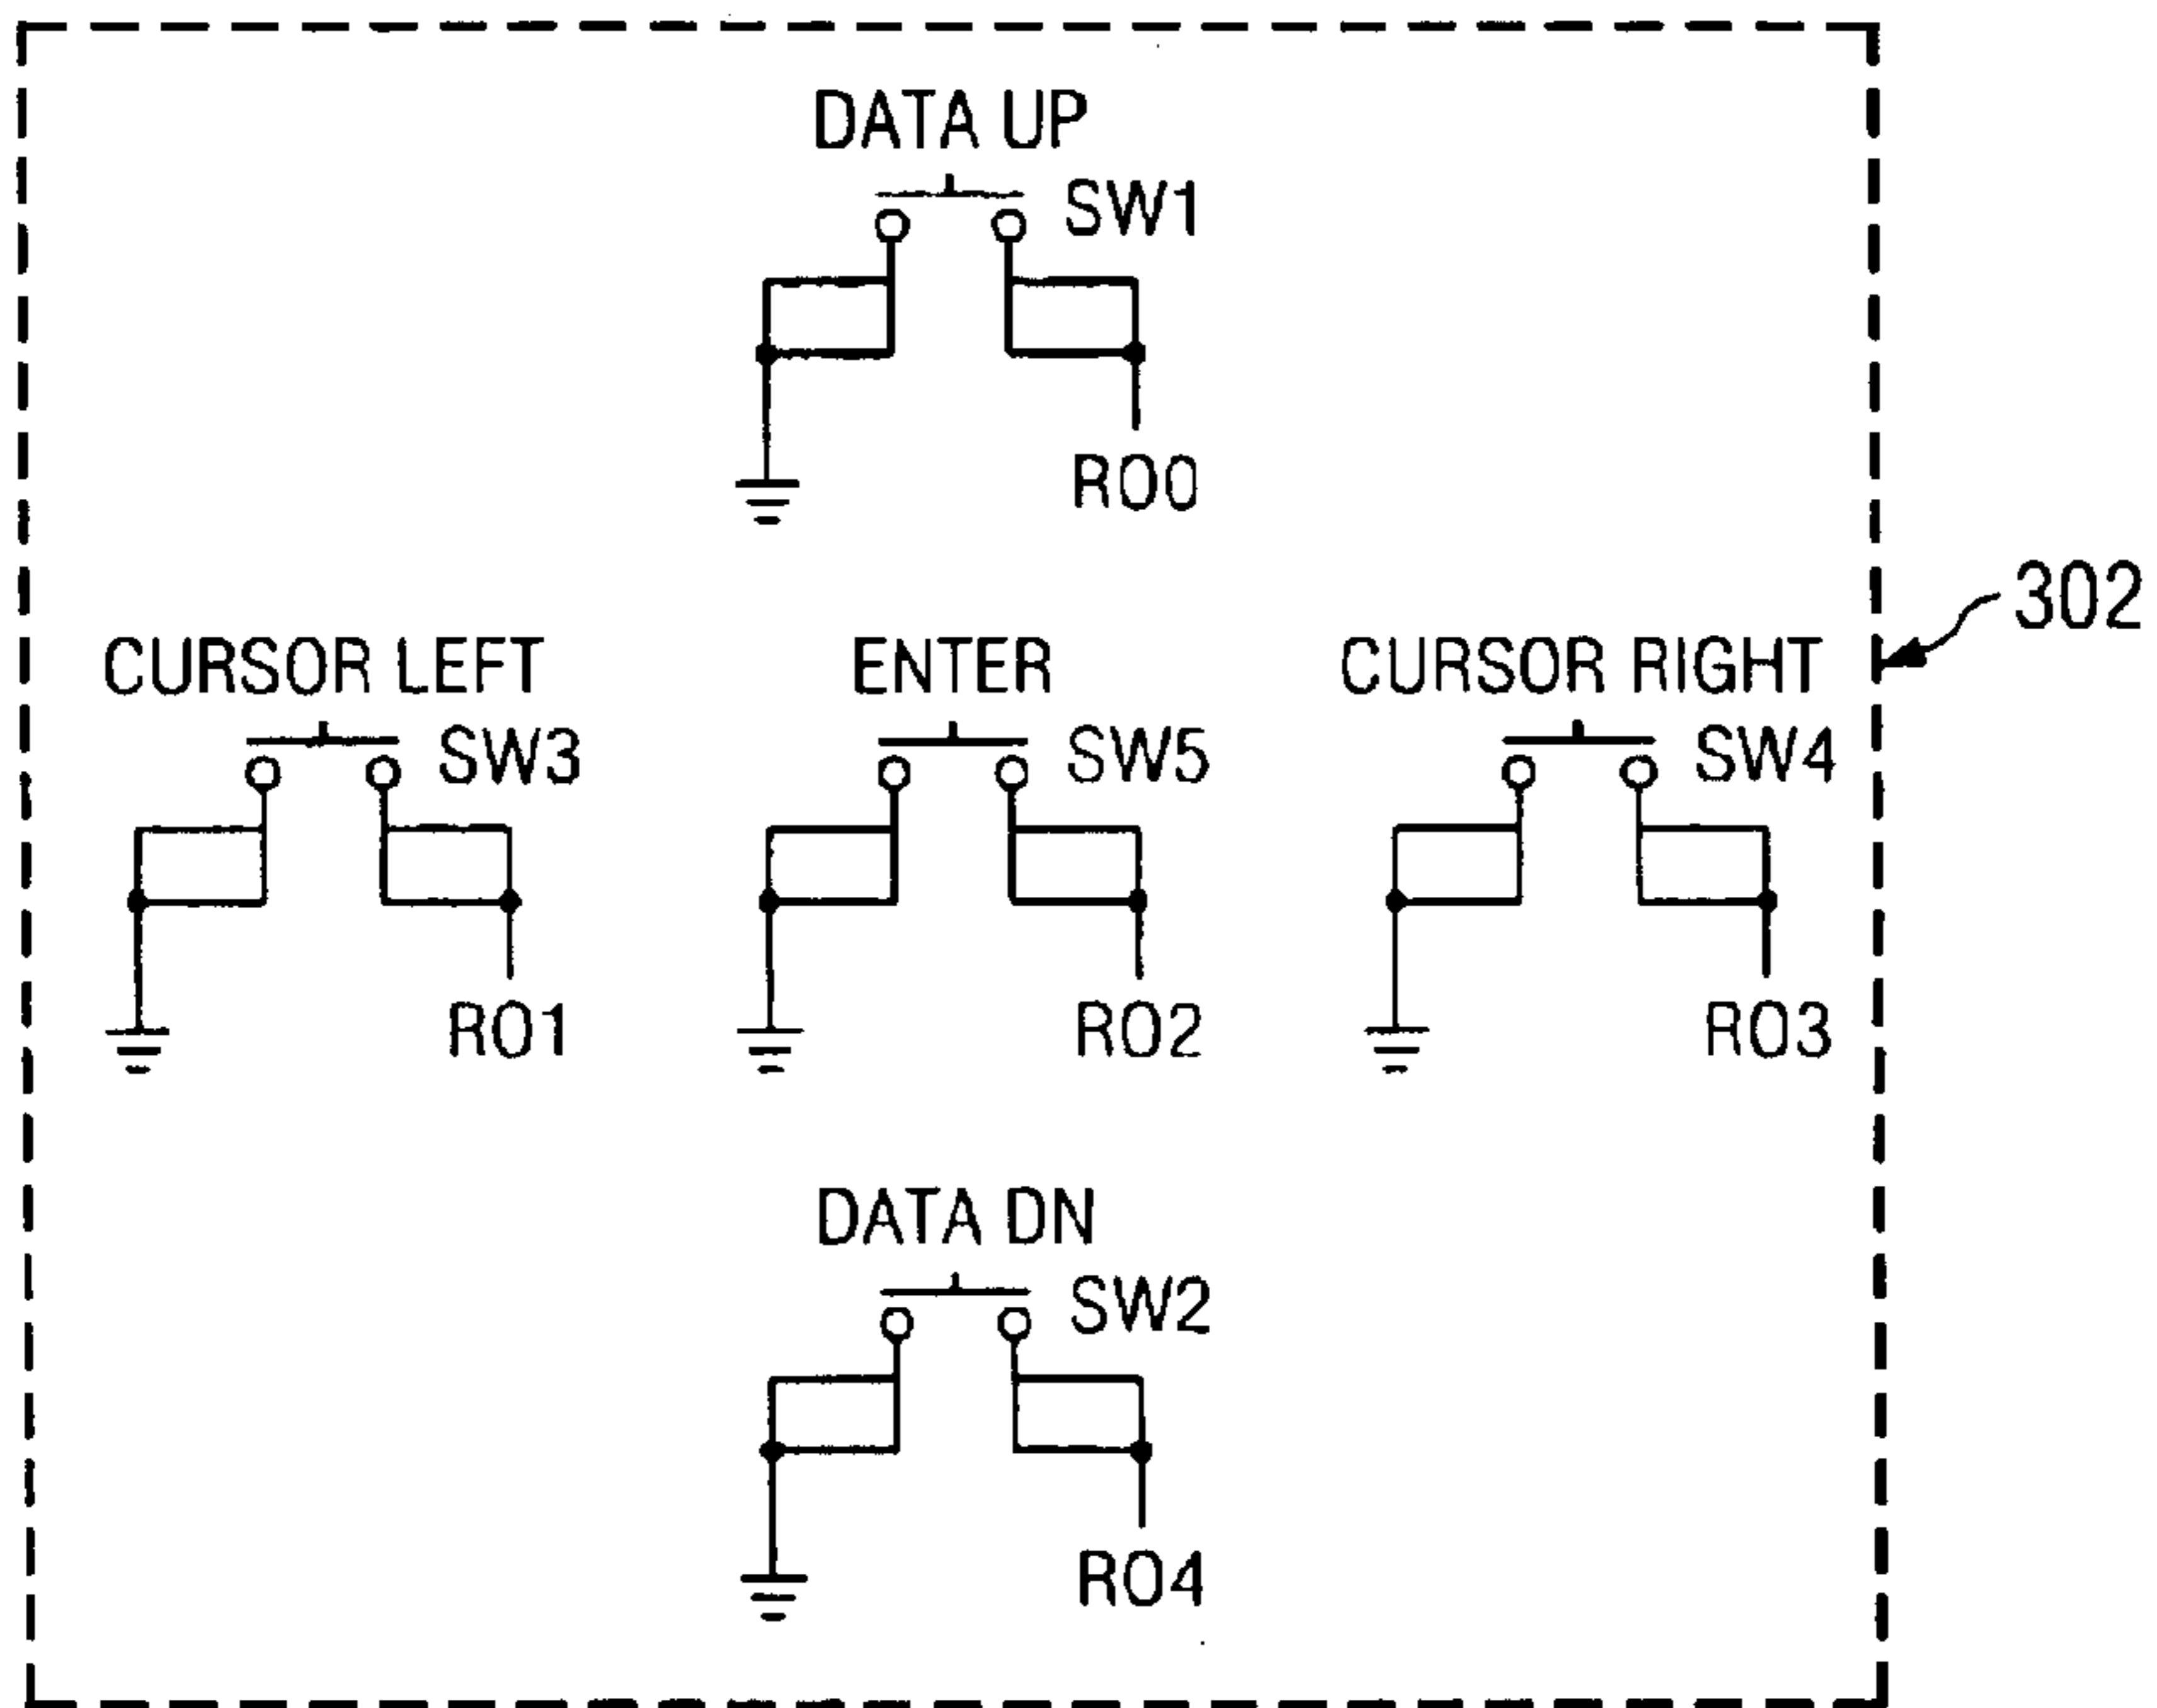 DATA UP
SW1
RO0
302
CURSOR LEFT
ENTER
CURSOR RIGHT
SW3
SW5
SW4
RO1
RO2
RO3
DATA DN
SW2
RO4